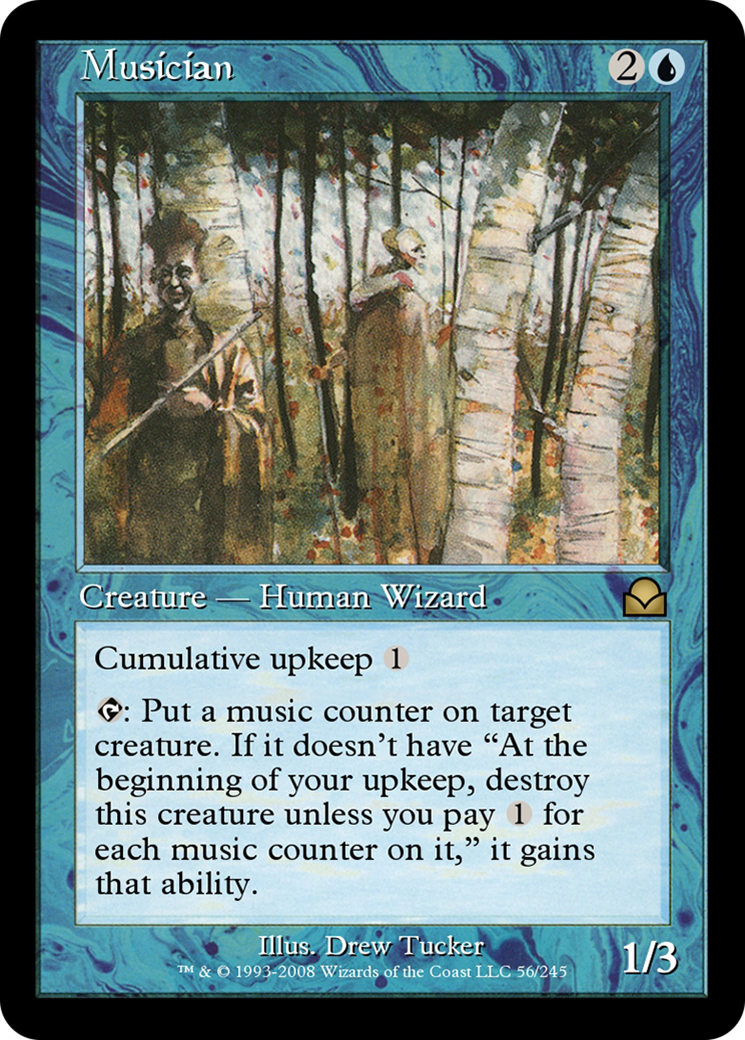 Musician 2
Creature — Human Wizard
Cumulative upkeep 1
: Put a music counter on target
creature. If it doesn't have “At the
beginning of your upkeep, destroy
this creature unless you pay 1 for
each music counter on it,” it gains
that ability.
Illus. Drew Tucker
™ & © 1993-2008 Wizards of the Coast LLC 56/245
1/3